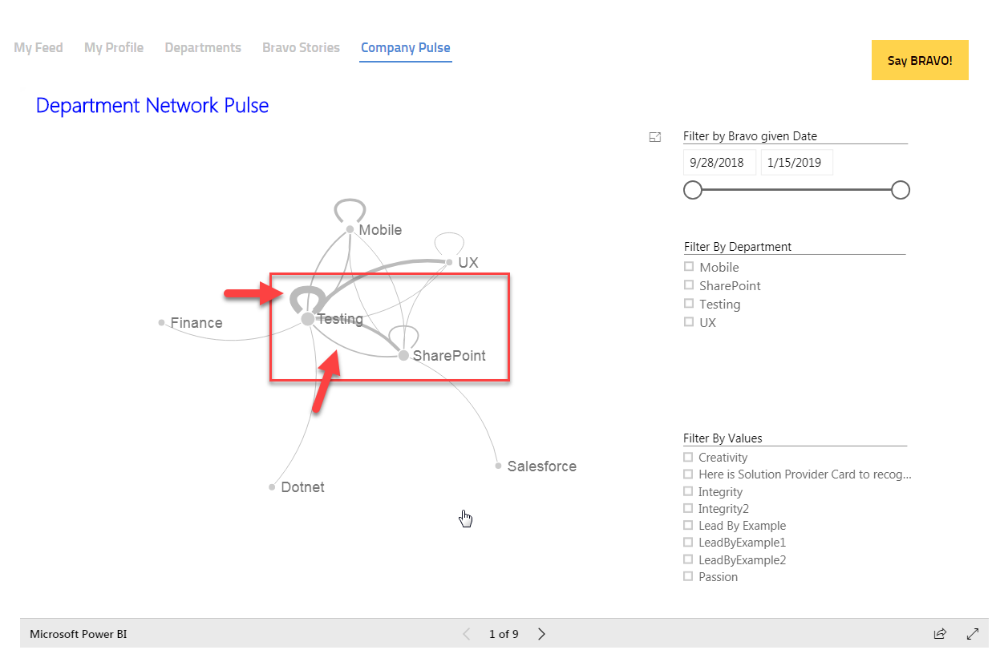 My Feed My Profile Departments Bravo Stories Company Pulse
Say BRAVO!
Department Network Pulse
Filter by Bravo given Date
9/28/2018 1/15/2019
Mobile
UX
Testing
Finance
SharePoint
Salesforce
Dotnet
Filter By Department
Mobile
SharePoint
Testing
UX
Filter By Values
Creativity
Here is Solution Provider Card to recog...
Integrity
Integrity2
Lead By Example
LeadByExample1
LeadByExample2
Passion
Microsoft Power BI
1 of 9